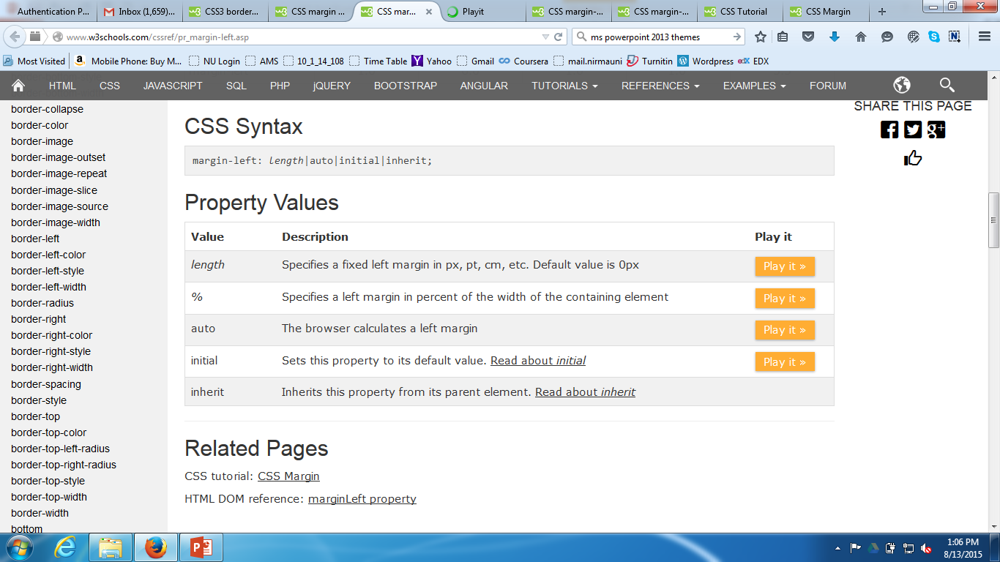 Authentication P... Inbox (1,659)... CSS3 border... CSS margin ... CSS mar... Playit CSS margin-... CSS margin-... CSS Tutorial CSS Margin
www.w3schools.com/cssref/pr_margin-left.asp ms powerpoint 2013 themes
Most Visited Mobile Phone: Buy M... NU Login AMS 10_1_14_108 Time Table Yahoo Gmail Coursera mail.nirmauni Turnitin Wordpress EDX
HTML CSS JAVASCRIPT SQL PHP jQUERY BOOTSTRAP ANGULAR TUTORIALS REFERENCES EXAMPLES FORUM
border-collapse
border-color
border-image
border-image-outset
border-image-repeat
border-image-slice
border-image-source
border-image-width
border-left
border-left-color
border-left-style
border-left-width
border-radius
border-right
border-right-color
border-right-style
border-right-width
border-spacing
border-style
border-top
border-top-color
border-top-left-radius
border-top-right-radius
border-top-style
border-top-width
border-width
bottom
CSS Syntax
margin-left: length|auto|initial|inherit;
Property Values
Value Description Play it
length Specifies a fixed left margin in px, pt, cm, etc. Default value is 0px Play it »
% Specifies a left margin in percent of the width of the containing element Play it »
auto The browser calculates a left margin Play it »
initial Sets this property to its default value. Read about initial Play it »
inherit Inherits this property from its parent element. Read about inherit
Related Pages
CSS tutorial: CSS Margin
HTML DOM reference: marginLeft property
SHARE THIS PAGE
1:06 PM
8/13/2015